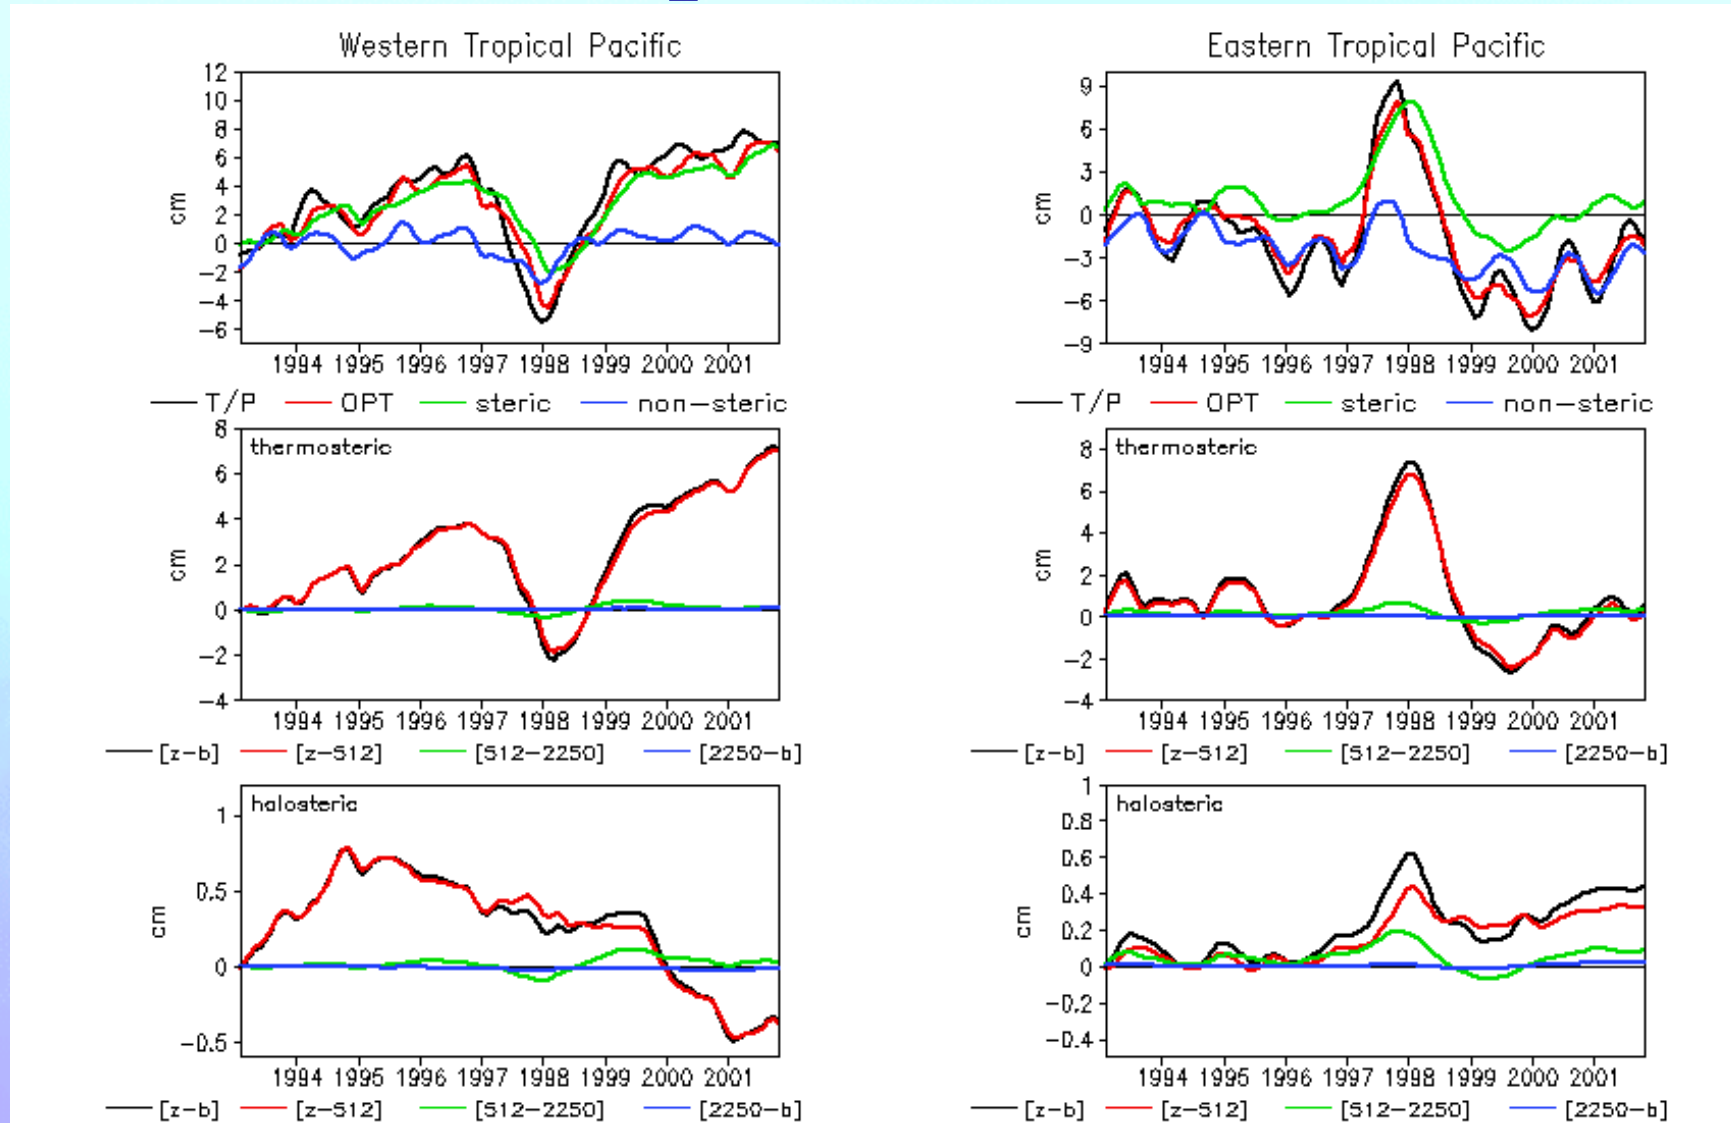 Western Tropical Pacific
12
10
8
6
4
2
0
−2
−4
−6
cm
1994 1995 1996 1997 1998 1999 2000 2001
T/P OPT steric non−steric
Eastern Tropical Pacific
9
6
3
0
−3
−6
−9
cm
1994 1995 1996 1997 1998 1999 2000 2001
T/P OPT steric non−steric
thermosteric
8
6
4
2
0
−2
−4
cm
1994 1995 1996 1997 1998 1999 2000 2001
[z−b] [z−512] [512−2250] [2250−b]
thermosteric
8
6
4
2
0
−2
−4
cm
1994 1995 1996 1997 1998 1999 2000 2001
[z−b] [z−512] [512−2250] [2250−b]
halosteric
1
0.5
0
−0.5
cm
1994 1995 1996 1997 1998 1999 2000 2001
[z−b] [z−512] [512−2250] [2250−b]
halosteric
1
0.8
0.6
0.4
0.2
0
−0.2
−0.4
cm
1994 1995 1996 1997 1998 1999 2000 2001
[z−b] [z−512] [512−2250] [2250−b]